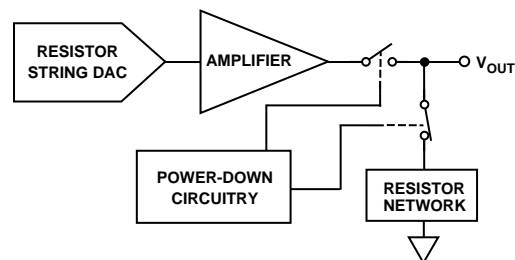 RESISTOR
STRING DAC
AMPLIFIER
VOUT
POWER-DOWN
CIRCUITRY
RESISTOR
NETWORK